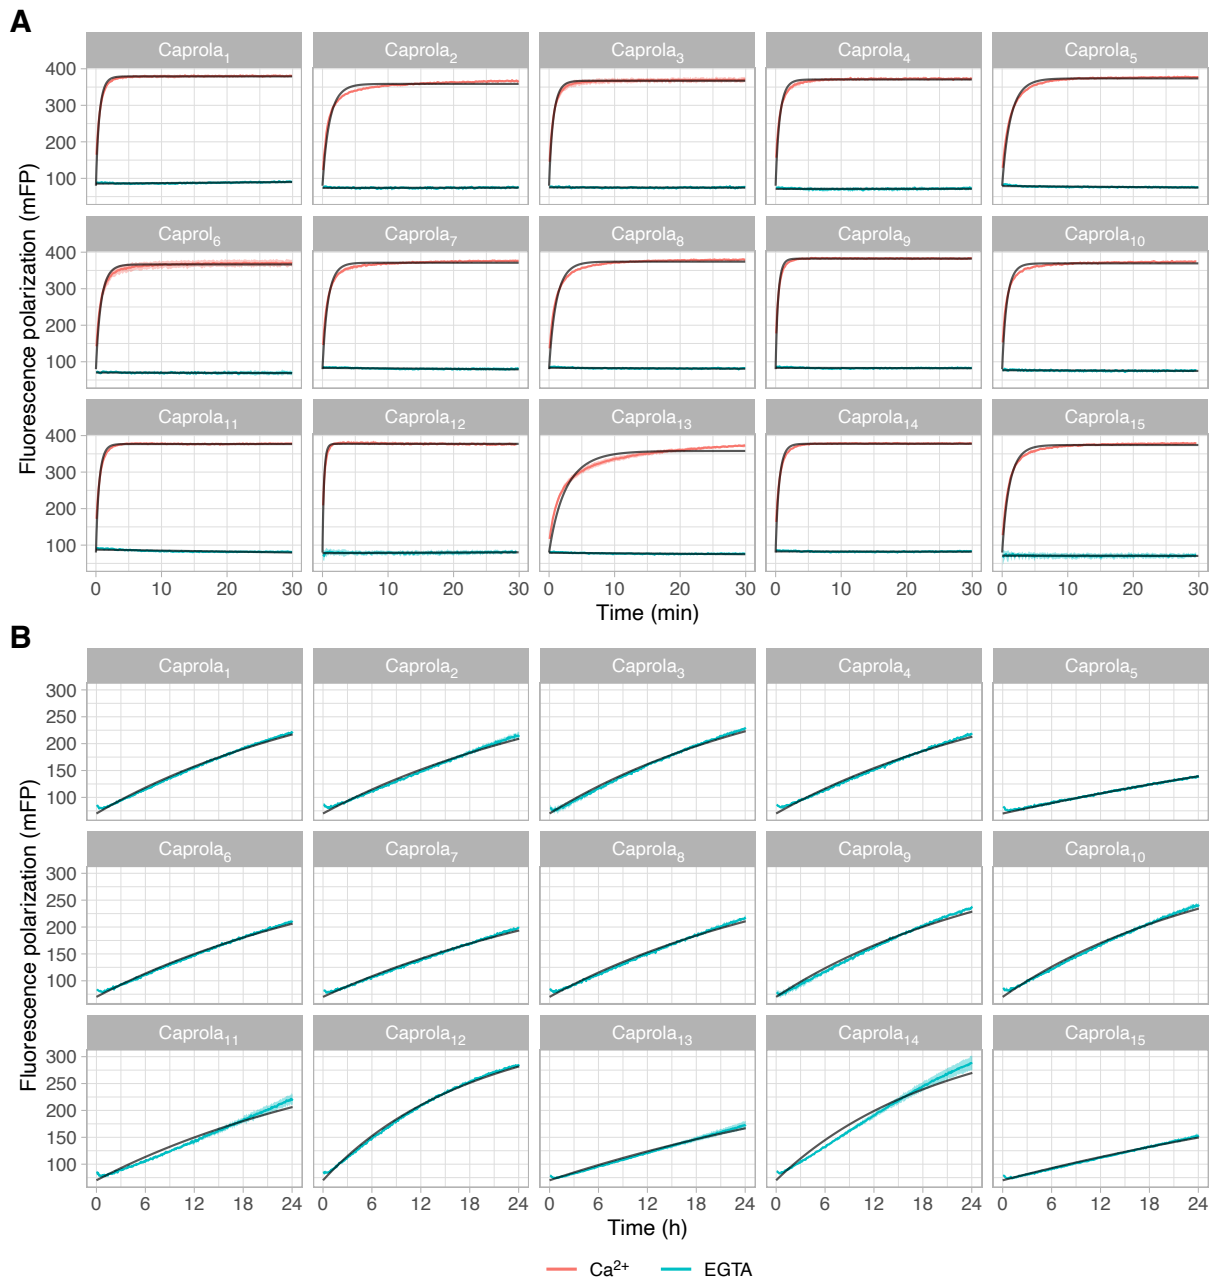 A
Caprola1 Caprola2 Caprola3 Caprola4 Caprola5
400
300
200
100
Caprol6 Caprola7 Caprola8 Caprola9 Caprola10
400
300
200
100
Caprola11 Caprola12 Caprola13 Caprola14 Caprola15
400
300
200
100
Fluorescence polarization (mFP)
0 10 20 30 0 10 20 30 0 10 20 30 0 10 20 30 0 10 20 30
Time (min)
B
Caprola1 Caprola2 Caprola3 Caprola4 Caprola5
300
250
200
150
100
Caprola6 Caprola7 Caprola8 Caprola9 Caprola10
300
250
200
150
100
Caprola11 Caprola12 Caprola13 Caprola14 Caprola15
300
250
200
150
100
Fluorescence polarization (mFP)
0 6 12 18 24 0 6 12 18 24 0 6 12 18 24 0 6 12 18 24 0 6 12 18 24
Time (h)
Ca2+ EGTA